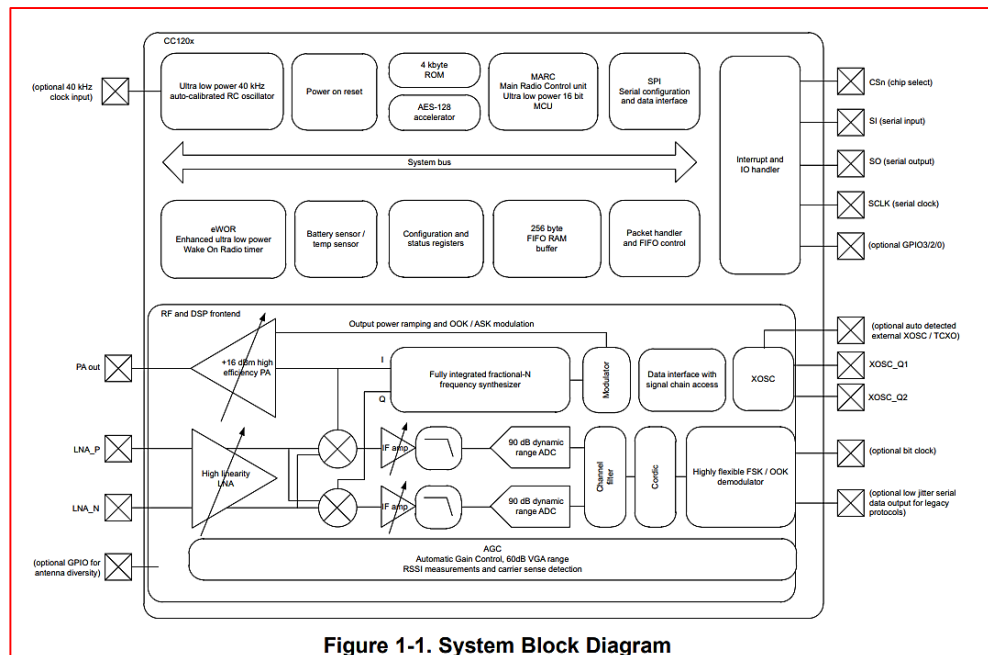 CC120x
(optional 40 kHz
clock input)
Ultra low power 40 kHz
auto-calibrated RC oscillator
Power on reset
4 kbyte
ROM
AES-128
accelerator
MARC
Main Radio Control unit
Ultra low power 16 bit
MCU
SPI
Serial configuration
and data interface
System bus
eWOR
Enhanced ultra low power
Wake On Radio timer
Battery sensor /
temp sensor
Configuration and
status registers
256 byte
FIFO RAM
buffer
Packet handler
and FIFO control
Interrupt and
IO handler
CSn (chip select)
SI (serial input)
SO (serial output)
SCLK (serial clock)
(optional GPIO3/2/0)
RF and DSP frontend
Output power ramping and OOK / ASK modulation
PA out
+16 dBm high
efficiency PA
I
Q
Fully integrated fractional-N
frequency synthesizer
Modulator
Data interface with
signal chain access
XOSC
(optional auto detected
external XOSC / TCXO)
XOSC_Q1
XOSC_Q2
LNA_P
LNA_N
High linearity
LNA
IF amp
90 dB dynamic
range ADC
IF amp
90 dB dynamic
range ADC
Channel
filter
Cordic
Highly flexible FSK / OOK
demodulator
(optional bit clock)
(optional low jitter serial
data output for legacy
protocols)
(optional GPIO for
antenna diversity)
AGC
Automatic Gain Control, 60dB VGA range
RSSI measurements and carrier sense detection
Figure 1-1. System Block Diagram